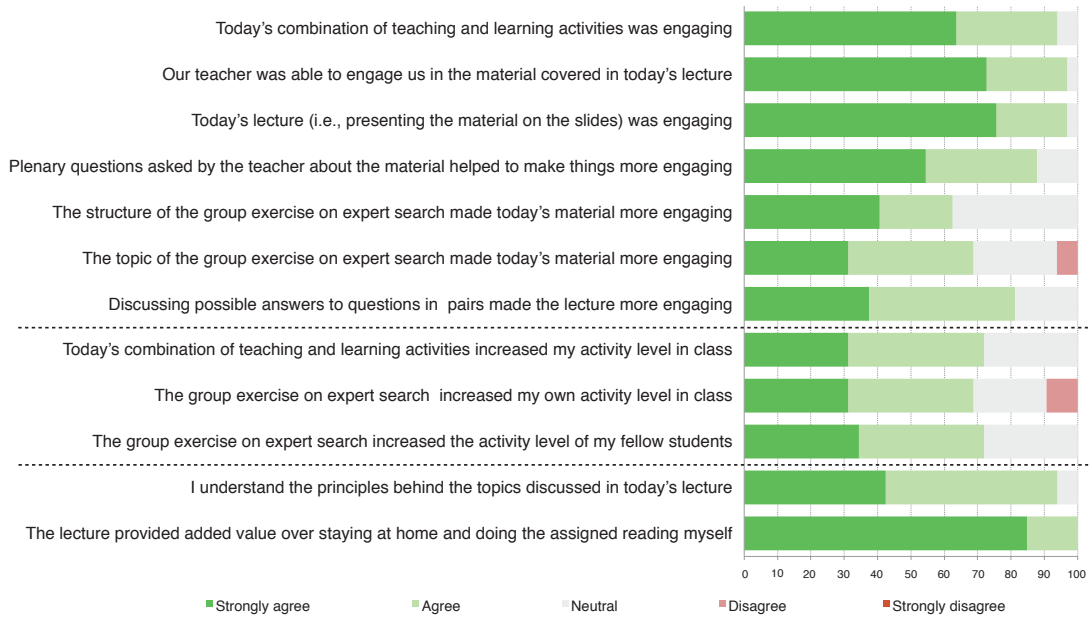 Today’s combination of teaching and learning activities was engaging
Our teacher was able to engage us in the material covered in today’s lecture
Today’s lecture (i.e., presenting the material on the slides) was engaging
Plenary questions asked by the teacher about the material helped to make things more engaging
The structure of the group exercise on expert search made today’s material more engaging
The topic of the group exercise on expert search made today’s material more engaging
Discussing possible answers to questions in pairs made the lecture more engaging
Today’s combination of teaching and learning activities increased my activity level in class
The group exercise on expert search increased my own activity level in class
The group exercise on expert search increased the activity level of my fellow students
I understand the principles behind the topics discussed in today’s lecture
The lecture provided added value over staying at home and doing the assigned reading myself
0 10 20 30 40 50 60 70 80 90 100
Strongly agree Agree Neutral Disagree Strongly disagree